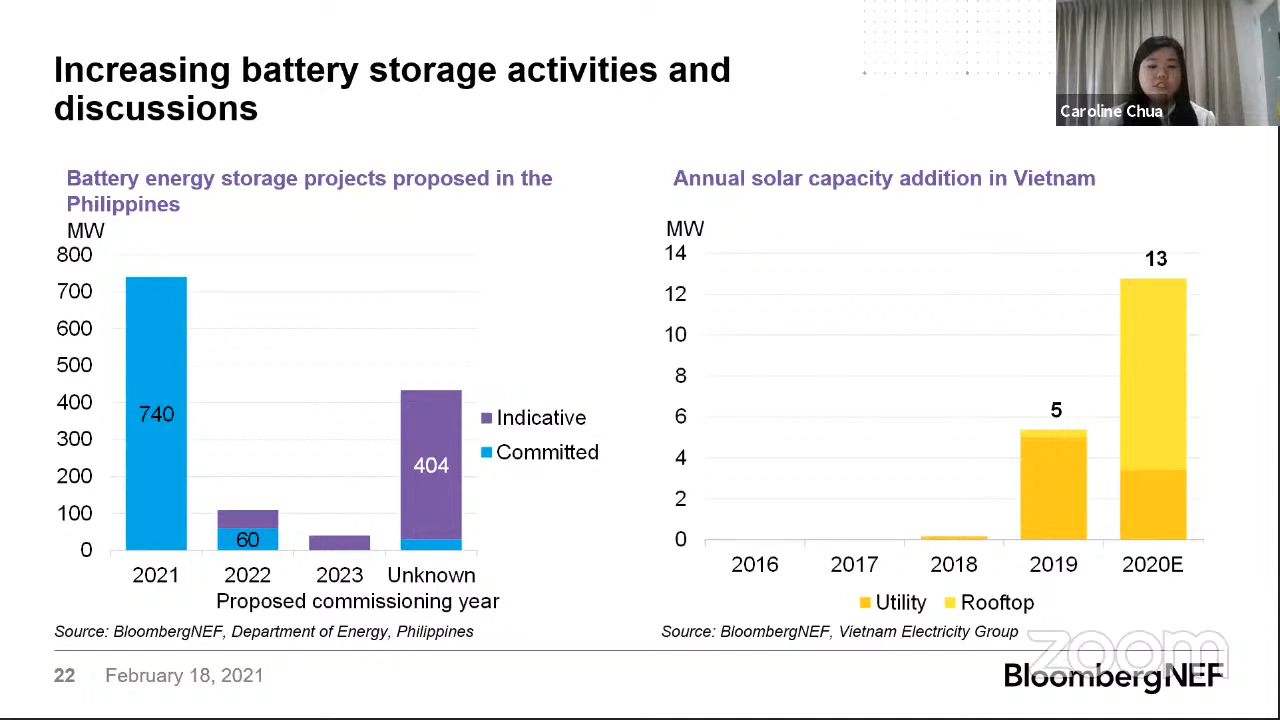 Increasing battery storage activities and
discussions
Caroline Chua
Battery energy storage projects proposed in the
Philippines
MW
800
700
600
500
400
300
200
100
0
740
60
404
2021
2022
2023
Unknown
Proposed commissioning year
Indicative
Committed
Source: BloombergNEF, Department of Energy, Philippines
Annual solar capacity addition in Vietnam
MW
14
12
10
8
6
4
2
0
5
13
2016
2017
2018
2019
2020E
Utility
Rooftop
Source: BloombergNEF, Vietnam Electricity Group
22
February 18, 2021
zoom
BloombergNEF